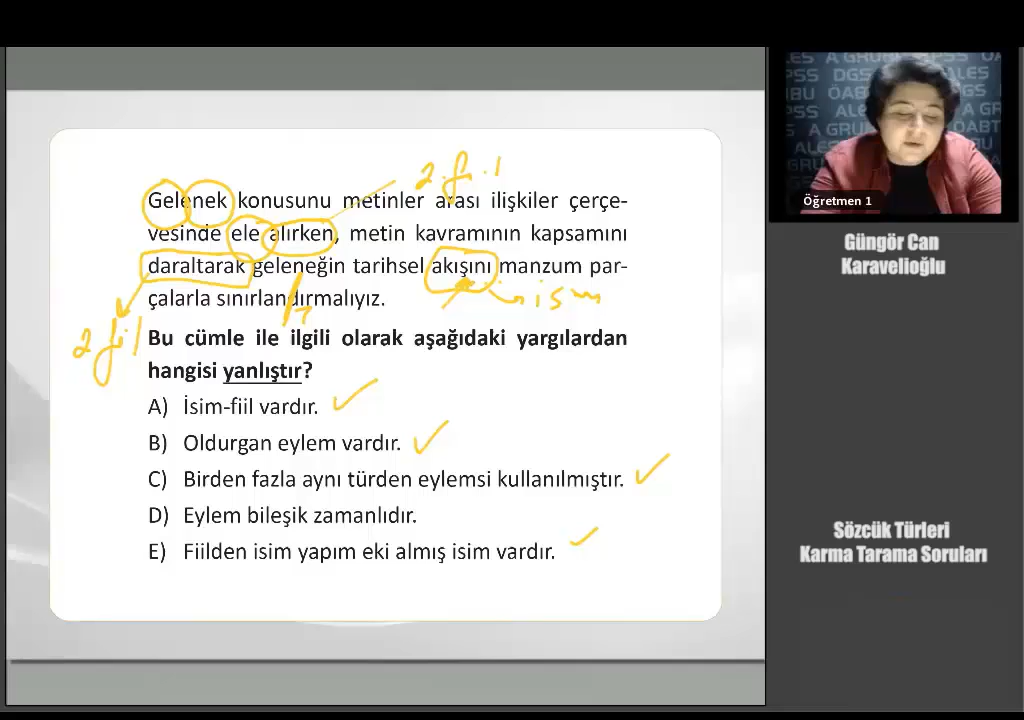 Gelenek konusunu metinler arası ilişkiler çerçe-
vesinde ele alırken, metin kavramının kapsamını
daraltarak geleneğin tarihsel akışını manzum par-
çalarla sınırlandırmalıyız.
Bu cümle ile ilgili olarak aşağıdaki yargılardan
hangisi yanlıştır?
A) İsim-fiil vardır.
B) Oldurgan eylem vardır.
C) Birden fazla aynı türden eylemsi kullanılmıştır.
D) Eylem bileşik zamanlıdır.
E) Fiilden isim yapım eki almış isim vardır.
isim
Öğretmen 1
Güngör Can
Karavelioğlu
Sözcük Türleri
Karma Tarama Soruları